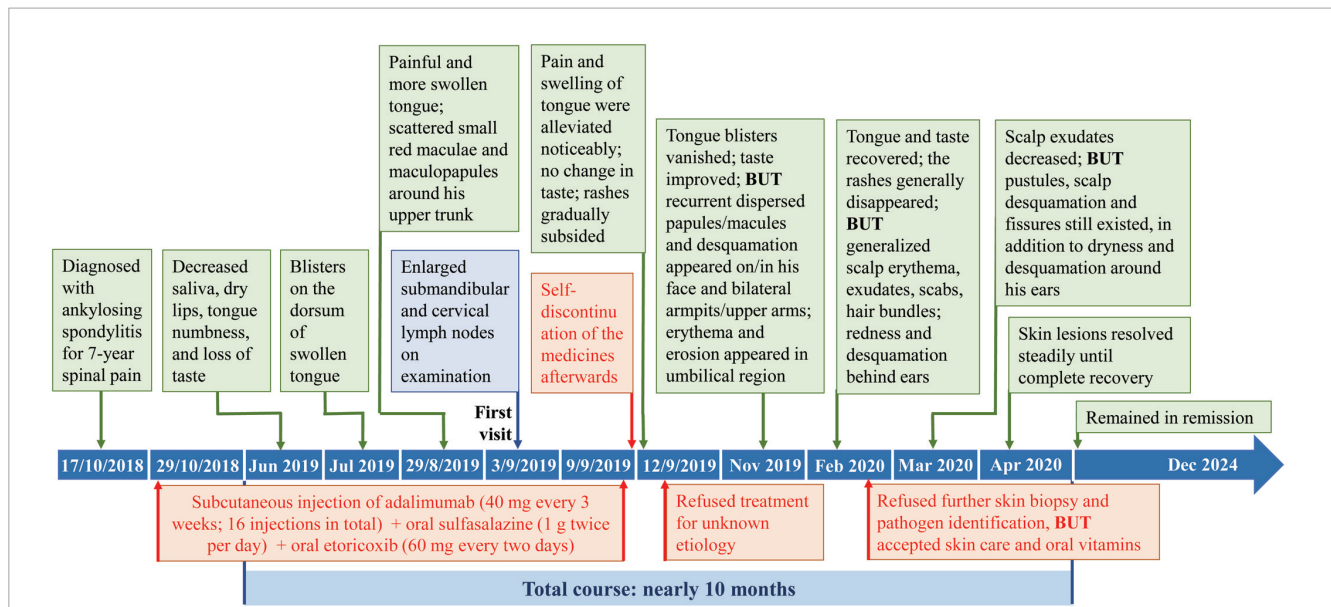 Diagnosed
with
ankylosing
spondylitis
for 7-year
spinal pain
Decreased
saliva, dry
lips, tongue
numbness,
and loss of
taste
Blisters
on the
dorsum of
swollen
tongue
Painful and
more swollen
tongue;
scattered small
red maculae and
maculopapules
around his
upper trunk
Enlarged
submandibular
and cervical
lymph nodes
on
examination
First
visit
Pain and
swelling of
tongue were
alleviated
noticeably;
no change in
taste; rashes
gradually
subsided
Self-
discontin-
uation of
the
medicines
afterwards
Tongue blisters
vanished; taste
improved; BUT
recurrent dispersed
papules/macules
and desquamation
appeared on/in his
face and bilateral
armpits/upper arms;
erythema and
erosion appeared in
umbilical region
Tongue and taste
recovered; the
rashes generally
disappeared;
BUT
generalized
scalp erythema,
exudates, scabs,
hair bundles;
redness and
desquamation
behind ears
Scalp exudates
decreased; BUT
pustules, scalp
desquamation and
fissures still existed, in
addition to dryness and
desquamation around
his ears
Skin lesions resolved
steadily until
complete recovery
Remained in remission
17/10/2018
29/10/2018
Jun 2019
Jul 2019
29/8/2019
3/9/2019
9/9/2019
12/9/2019
Nov 2019
Feb 2020
Mar 2020
Apr 2020
Dec 2024
Subcutaneous injection of adalimumab (40 mg every 3
weeks; 16 injections in total) + oral sulfasalazine (1 g twice
per day) + oral etoricoxib (60 mg every two days)
Refused treatment
for unknown
etiology
Refused further skin biopsy and
pathogen identification, BUT
accepted skin care and oral vitamins
Total course: nearly 10 months